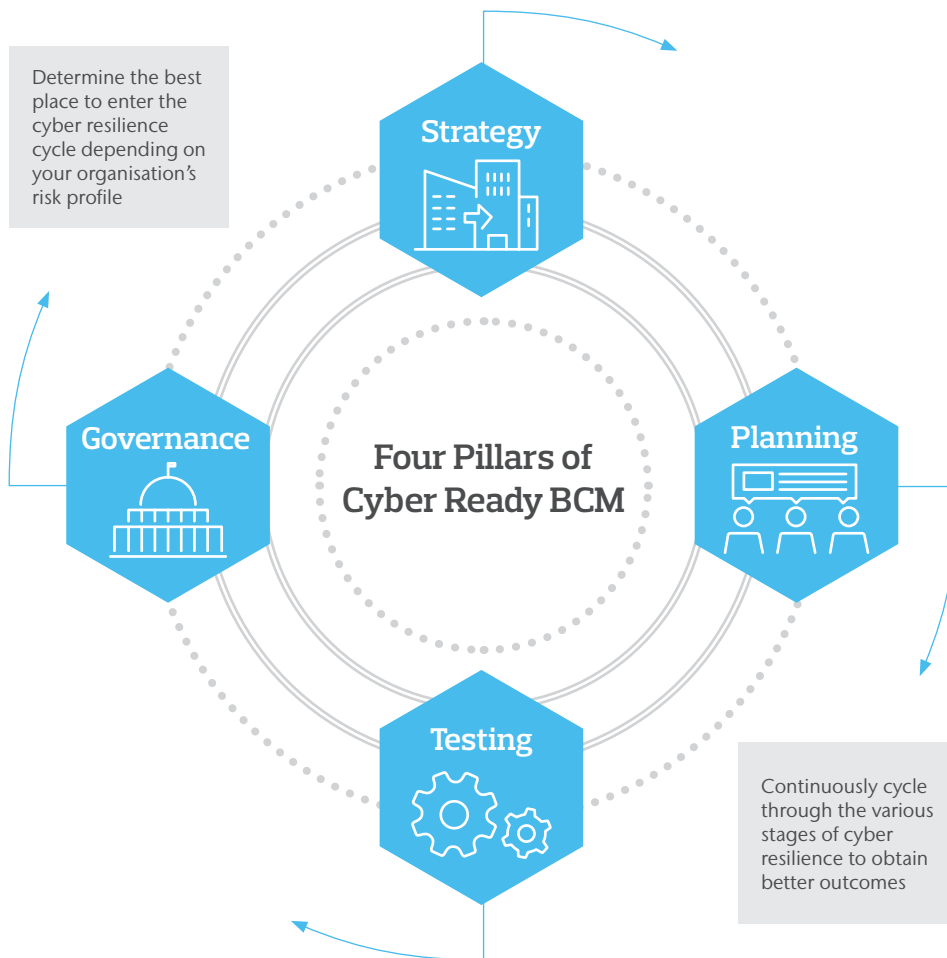 Determine the best
place to enter the
cyber resilience
cycle depending on
your organisation’s
risk profile
Strategy
Governance
Four Pillars of
Cyber Ready BCM
Planning
Testing
Continuously cycle
through the various
stages of cyber
resilience to obtain
better outcomes